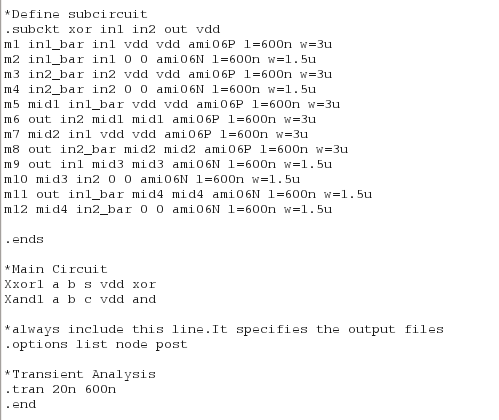 *Define subcircuit
.subckt xor in1 in2 out vdd
m1 in1_bar in1 vdd vdd ami06P l=600n w=3u
m2 in1_bar in1 0 0 ami06N l=600n w=1.5u
m3 in2_bar in2 vdd vdd ami06P l=600n w=3u
m4 in2_bar in2 0 0 ami06N l=600n w=1.5u
m5 mid1 in1_bar vdd vdd ami06P l=600n w=3u
m6 out in2 mid1 mid1 ami06P l=600n w=3u
m7 mid2 in1 vdd vdd ami06P l=600n w=3u
m8 out in2_bar mid2 mid2 ami06P l=600n w=3u
m9 out in1 mid3 mid3 ami06N l=600n w=1.5u
m10 mid3 in2 0 0 ami06N l=600n w=1.5u
m11 out in1_bar mid4 mid4 ami06N l=600n w=1.5u
m12 mid4 in2_bar 0 0 ami06N l=600n w=1.5u
.ends
*Main Circuit
Xxor1 a b s vdd xor
Xand1 a b c vdd and
*always include this line.It specifies the output files
.options list node post
*Transient Analysis
.tran 20n 600n
.end